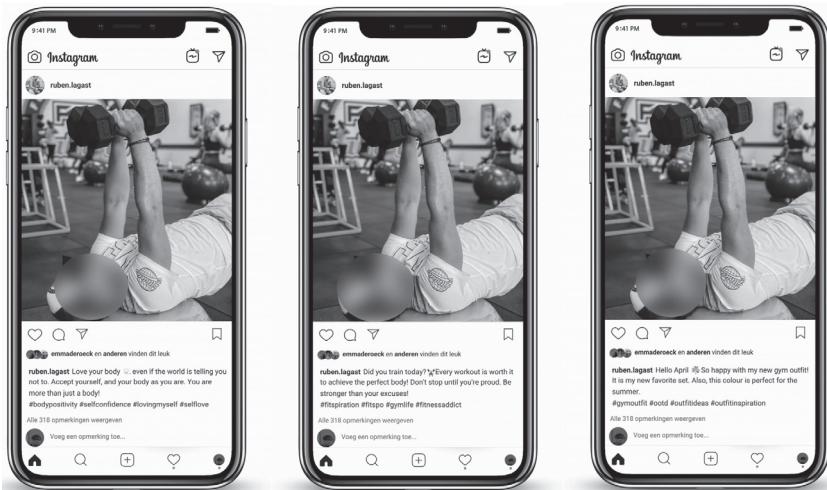 9:41 PM
Instagram
ruben.lagast
emmaderoeck en anderen vinden dit leuk
ruben.lagast Love your body even if the world is telling you
not to. Accept yourself, and your body as you are. You are
more than just a body!
#bodypositivity #selfconfidence #lovingmyself #selflove
Alle 318 opmerkingen weergeven
Voeg een opmerking toe...
9:41 PM
Instagram
ruben.lagast
emmaderoeck en anderen vinden dit leuk
ruben.lagast Did you train today? Every workout is worth it
to achieve the perfect body! Don't stop until you're proud. Be
stronger than your excuses!
#fitspiration #fitspo #gymlife #fitnessaddict
Alle 318 opmerkingen weergeven
Voeg een opmerking toe...
9:41 PM
Instagram
ruben.lagast
emmaderoeck en anderen vinden dit leuk
ruben.lagast Hello April So happy with my new gym outfit!
It is my new favorite set. Also, this colour is perfect for the
summer.
#gymoutfit #ootd #outfitideas #outfitinspiration
Alle 318 opmerkingen weergeven
Voeg een opmerking toe...